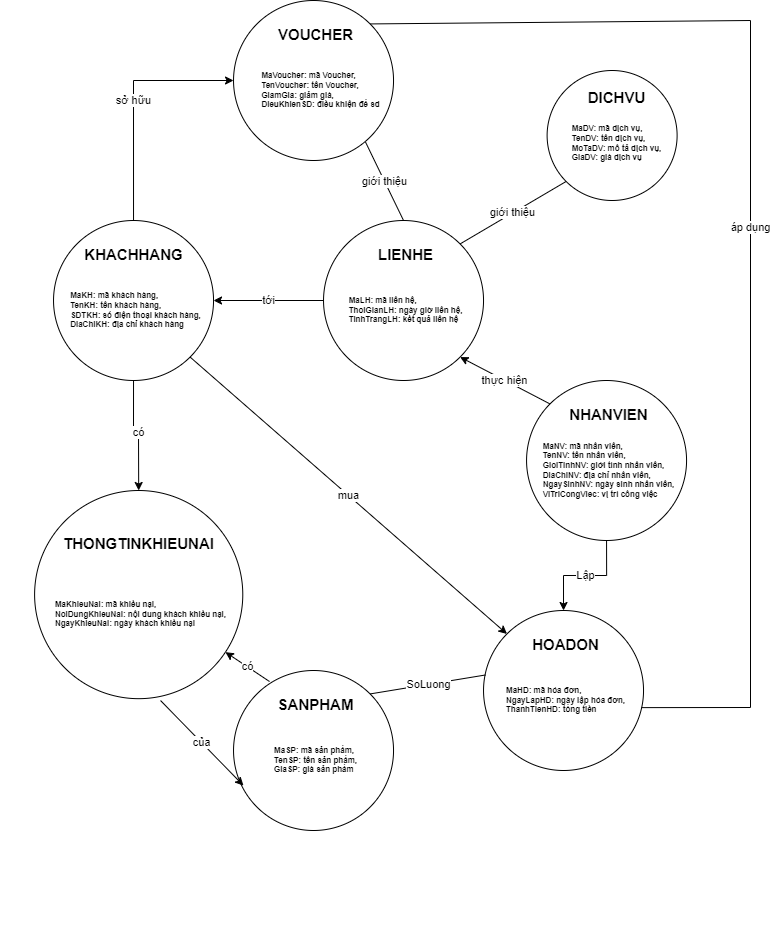 VOUCHER
MaVoucher: mã Voucher,
TenVoucher: tên Voucher,
GiamGia: giảm giá,
DieuKhienSD: điều khiện để sd
DICHVU
MaDV: mã dịch vụ,
TenDV: tên dịch vụ,
MoTaDV: mô tả dịch vụ,
GiaDV: giá dịch vụ
sở hữu
giới thiệu
giới thiệu
áp dụng
KHACHHANG
MaKH: mã khách hàng,
TenKH: tên khách hàng,
SDTKH: số điện thoại khách hàng,
DiaChiKH: địa chỉ khách hàng
tới
LIENHE
MaLH: mã liên hệ,
ThoiGianLH: ngày giờ liên hệ,
TinhTrangLH: kết quả liên hệ
thực hiện
NHANVIEN
MaNV: mã nhân viên,
TenNV: tên nhân viên,
GioiTinhNV: giới tính nhân viên,
DiaChiNV: địa chỉ nhân viên,
NgaySinhNV: ngày sinh nhân viên,
ViTriCongViec: vị trí công việc
có
mua
THONGTINKHIEUNAI
MaKhieuNai: mã khiếu nại,
NoiDungKhieuNai: nội dung khách khiếu nại,
NgayKhieuNai: ngày khách khiếu nại
Lập
HOADON
MaHD: mã hóa đơn,
NgayLapHD: ngày lập hóa đơn,
ThanhTienHD: tổng tiền
có
SoLuong
SANPHAM
MaSP: mã sản phẩm,
TenSP: tên sản phẩm,
GiaSP: giá sản phẩm
của